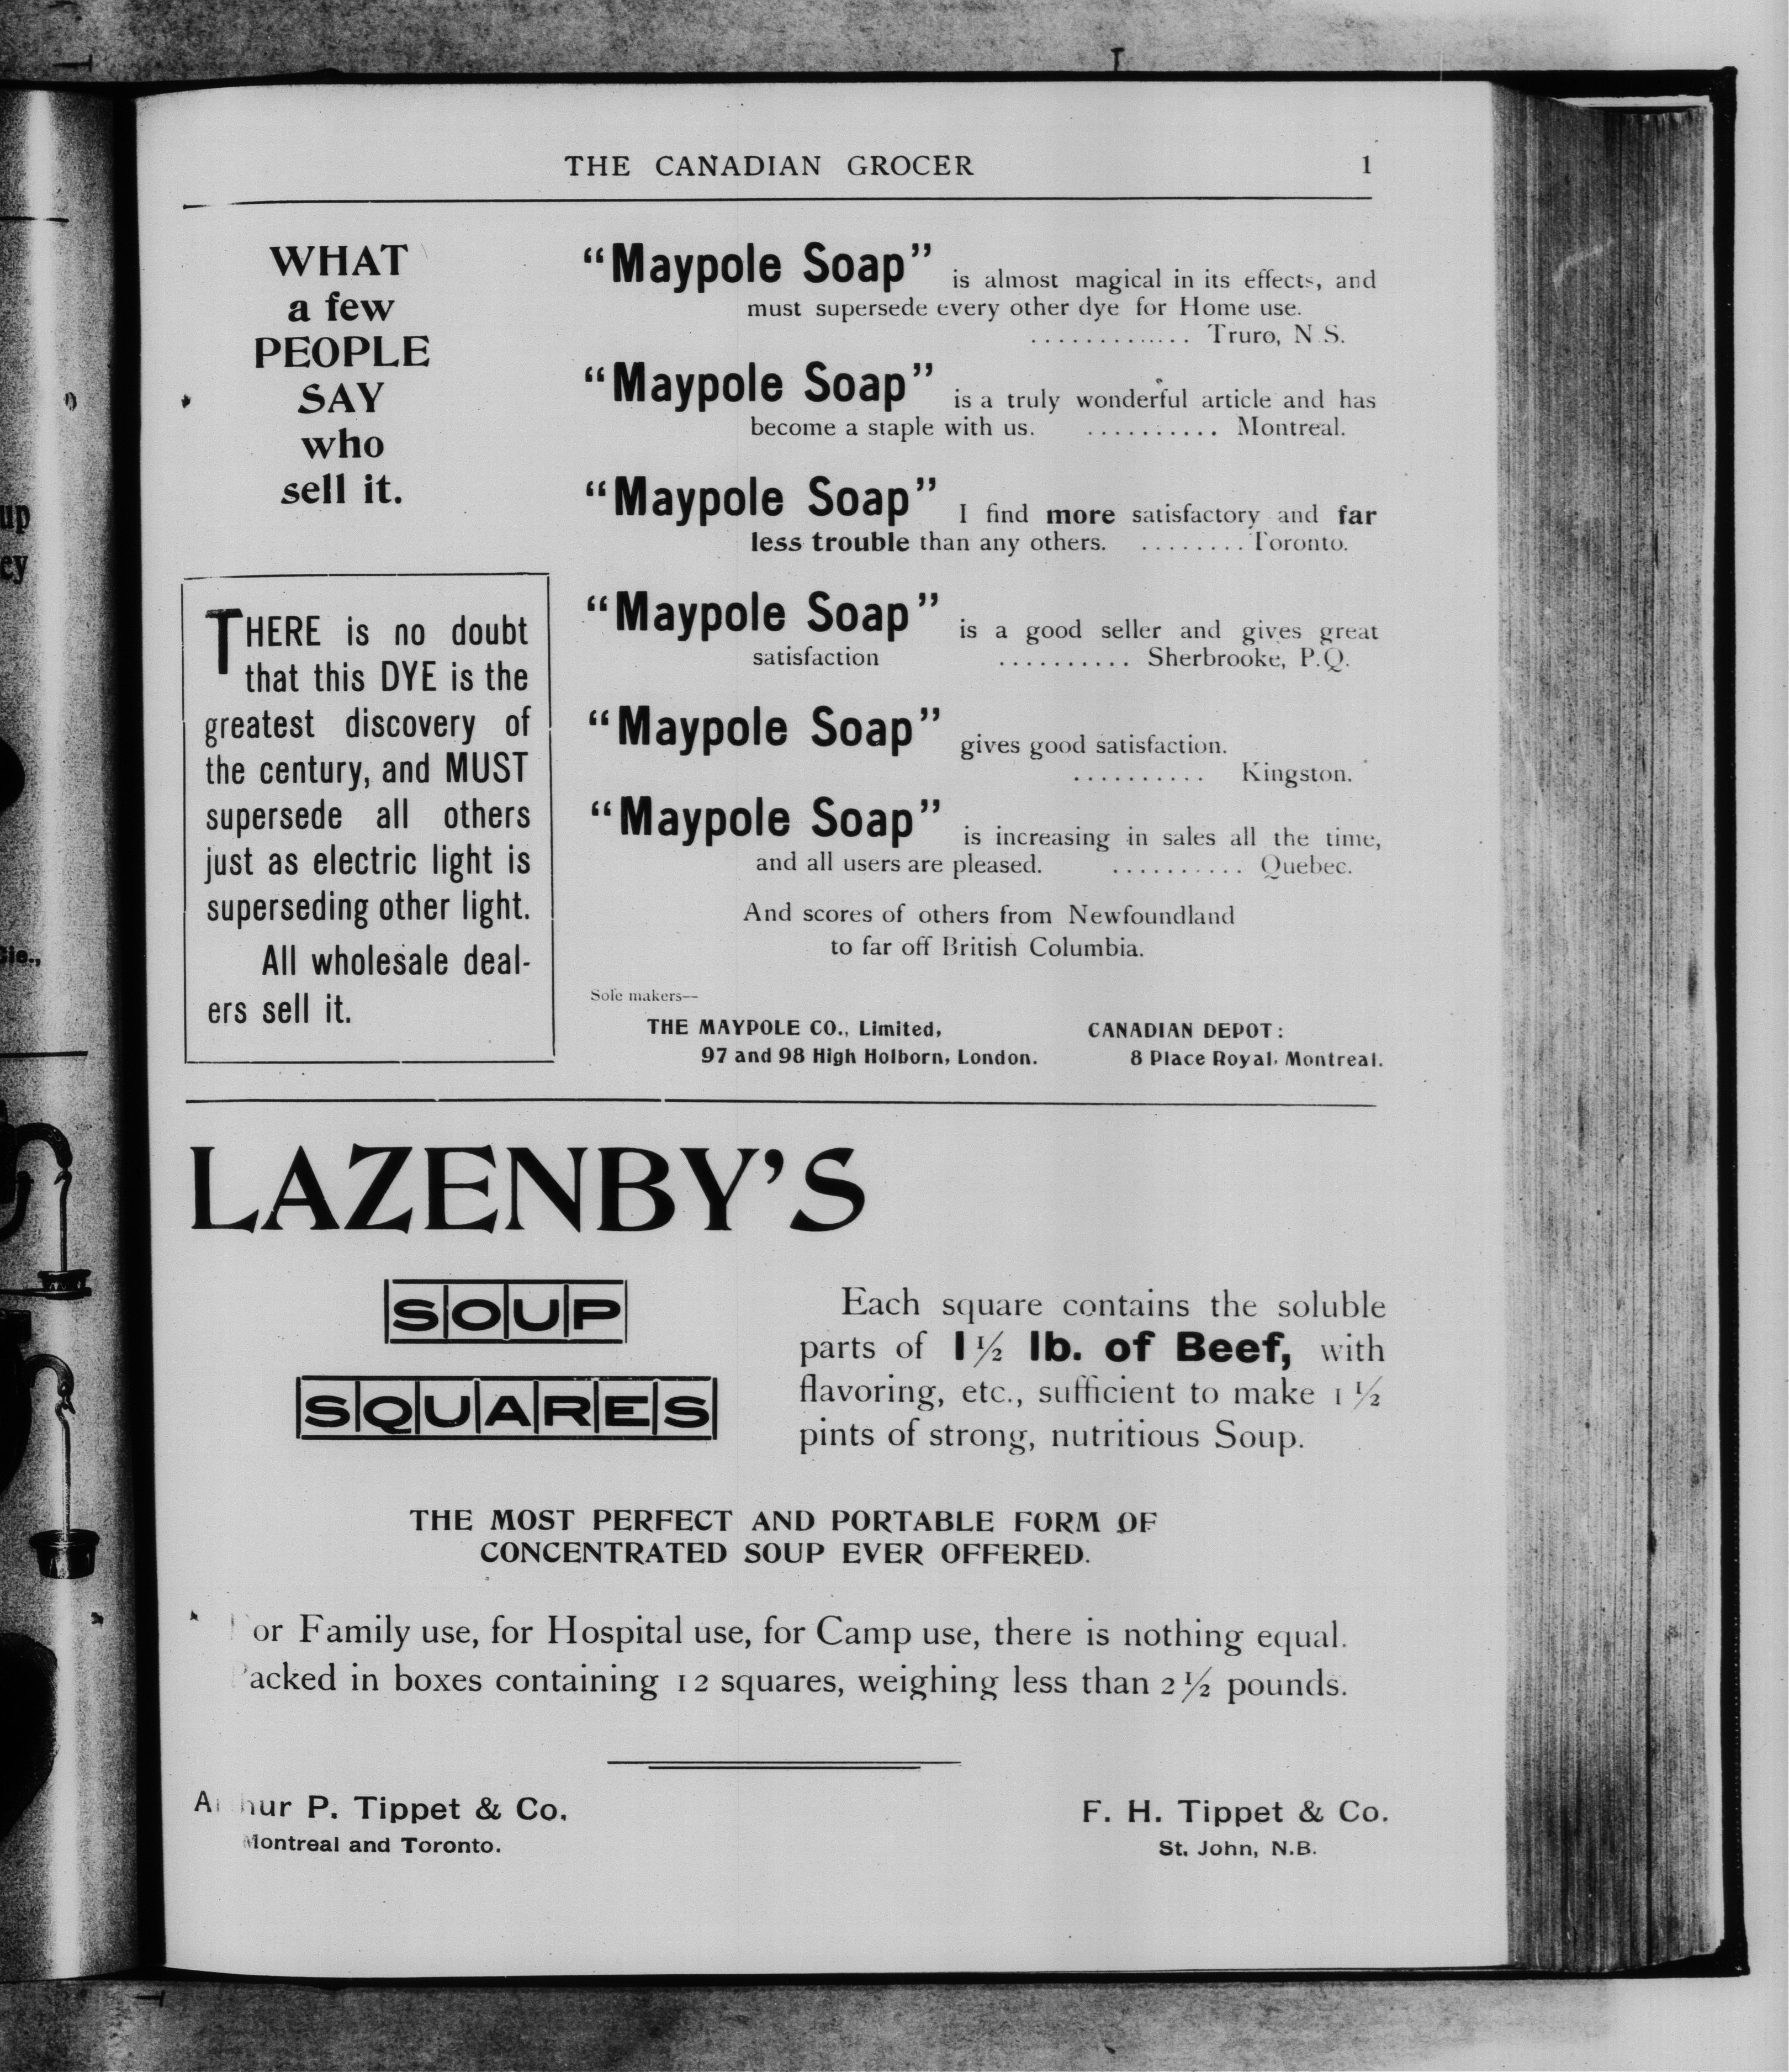 THE CANADIAN GROCER 1
WHAT
a few
PEOPLE
SAY
who
sell it.
THERE is no doubt
that this DYE is the
greatest discovery of
the century, and MUST
supersede all others
just as electric light is
superseding other light.
All wholesale deal-
ers sell it.
"Maypole Soap" is almost magical in its effects, and
must supersede every other dye for Home use.
............. Truro, N.S.
"Maypole Soap" is a truly wonderful article and has
become a staple with us. .......... Montreal.
"Maypole Soap" I find more satisfactory and far
less trouble than any others. ........ Toronto.
"Maypole Soap" is a good seller and gives great
satisfaction .......... Sherbrooke, P.Q.
"Maypole Soap" gives good satisfaction.
.......... Kingston.
"Maypole Soap" is increasing in sales all the time,
and all users are pleased. .......... Quebec.
And scores of others from Newfoundland
to far off British Columbia.
Sole makers—
THE MAYPOLE CO., Limited,
97 and 98 High Holborn, London.
CANADIAN DEPOT:
8 Place Royal, Montreal.
LAZENBY'S
SOUP
SQUARES
Each square contains the soluble
parts of 1½ lb. of Beef, with
flavoring, etc., sufficient to make 1½
pints of strong, nutritious Soup.
THE MOST PERFECT AND PORTABLE FORM OF
CONCENTRATED SOUP EVER OFFERED.
For Family use, for Hospital use, for Camp use, there is nothing equal.
Packed in boxes containing 12 squares, weighing less than 2½ pounds.
Arthur P. Tippet & Co.
Montreal and Toronto.
F. H. Tippet & Co.
St. John, N.B.